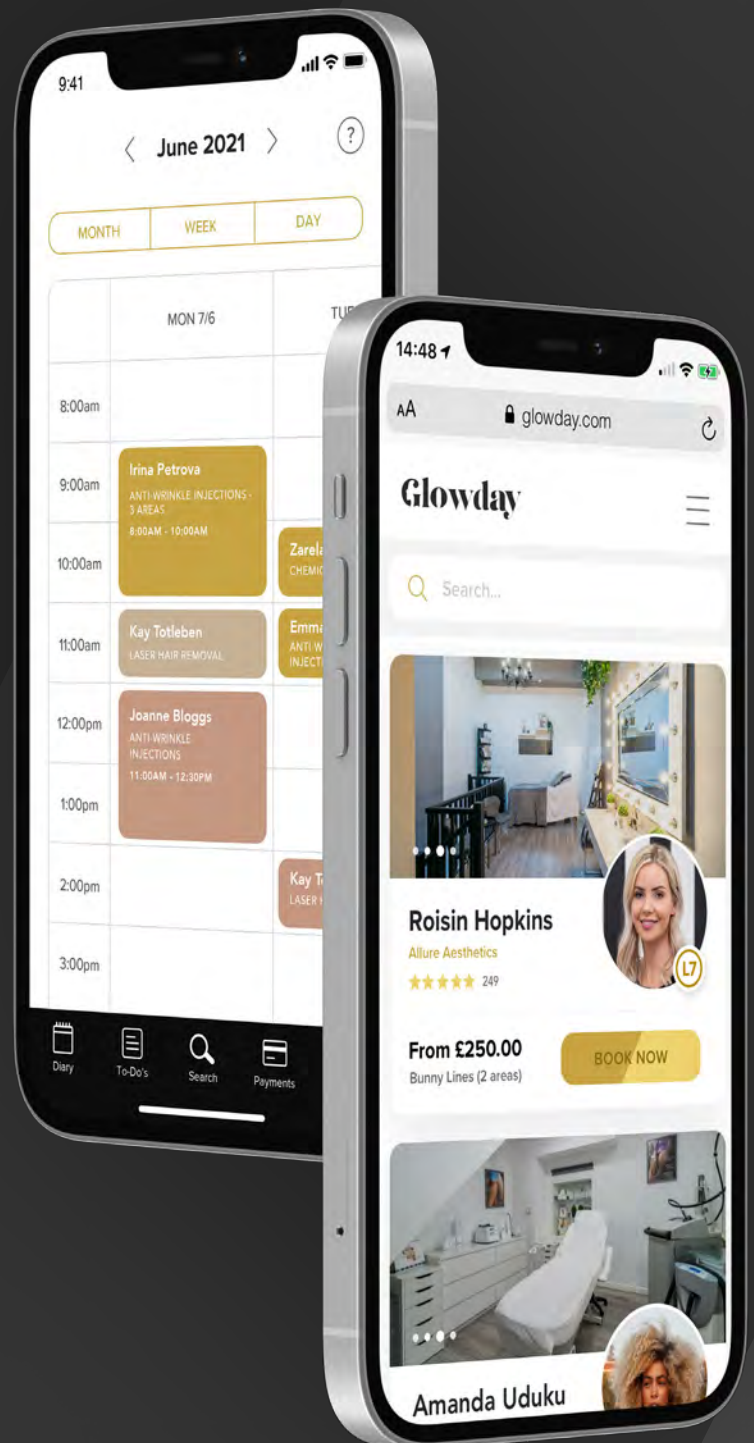 9:41
June 2021
?
MONTH WEEK DAY
MON 7/6
8:00am
9:00am
Irina Petrova
ANTI-WRINKLE INJECTIONS -
3 AREAS
8:00AM - 10:00AM
10:00am
CHEMIC
11:00am
Kay Totleben
LASER HAIR REMOVAL
ANTI W
INJECT
12:00pm
Joanne Bloggs
ANTI-WRINKLE
INJECTIONS
11:00AM - 12:30PM
1:00pm
2:00pm
LASER
3:00pm
Diary To-Do's Search Payments
14:48
AA glowday.com
Glowday
Search...
Roisin Hopkins
Allure Aesthetics
249
L7
From £250.00
Bunny Lines (2 areas)
BOOK NOW
Amanda Uduku